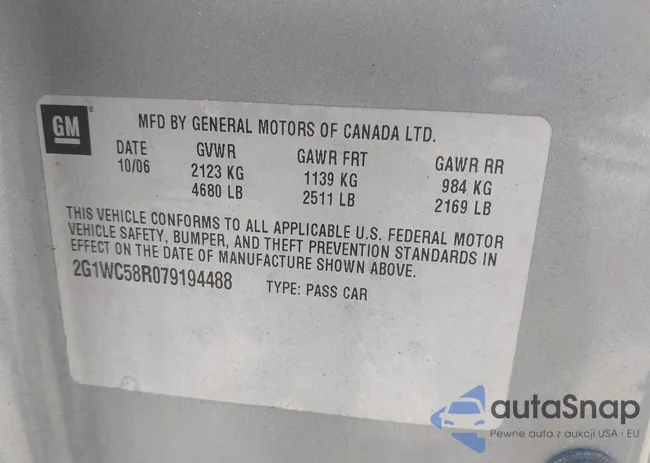 GM
MFD BY GENERAL MOTORS OF CANADA LTD.
DATE GVWR GAWR FRT GAWR RR
10/06 2123 KG 1139 KG 984 KG
4680 LB 2511 LB 2169 LB
THIS VEHICLE CONFORMS TO ALL APPLICABLE U.S. FEDERAL MOTOR
VEHICLE SAFETY, BUMPER, AND THEFT PREVENTION STANDARDS IN
EFFECT ON THE DATE OF MANUFACTURE SHOWN ABOVE.
2G1WC58R079194488 TYPE: PASS CAR
autaSnap
Pewne auta z aukcji USA i EU